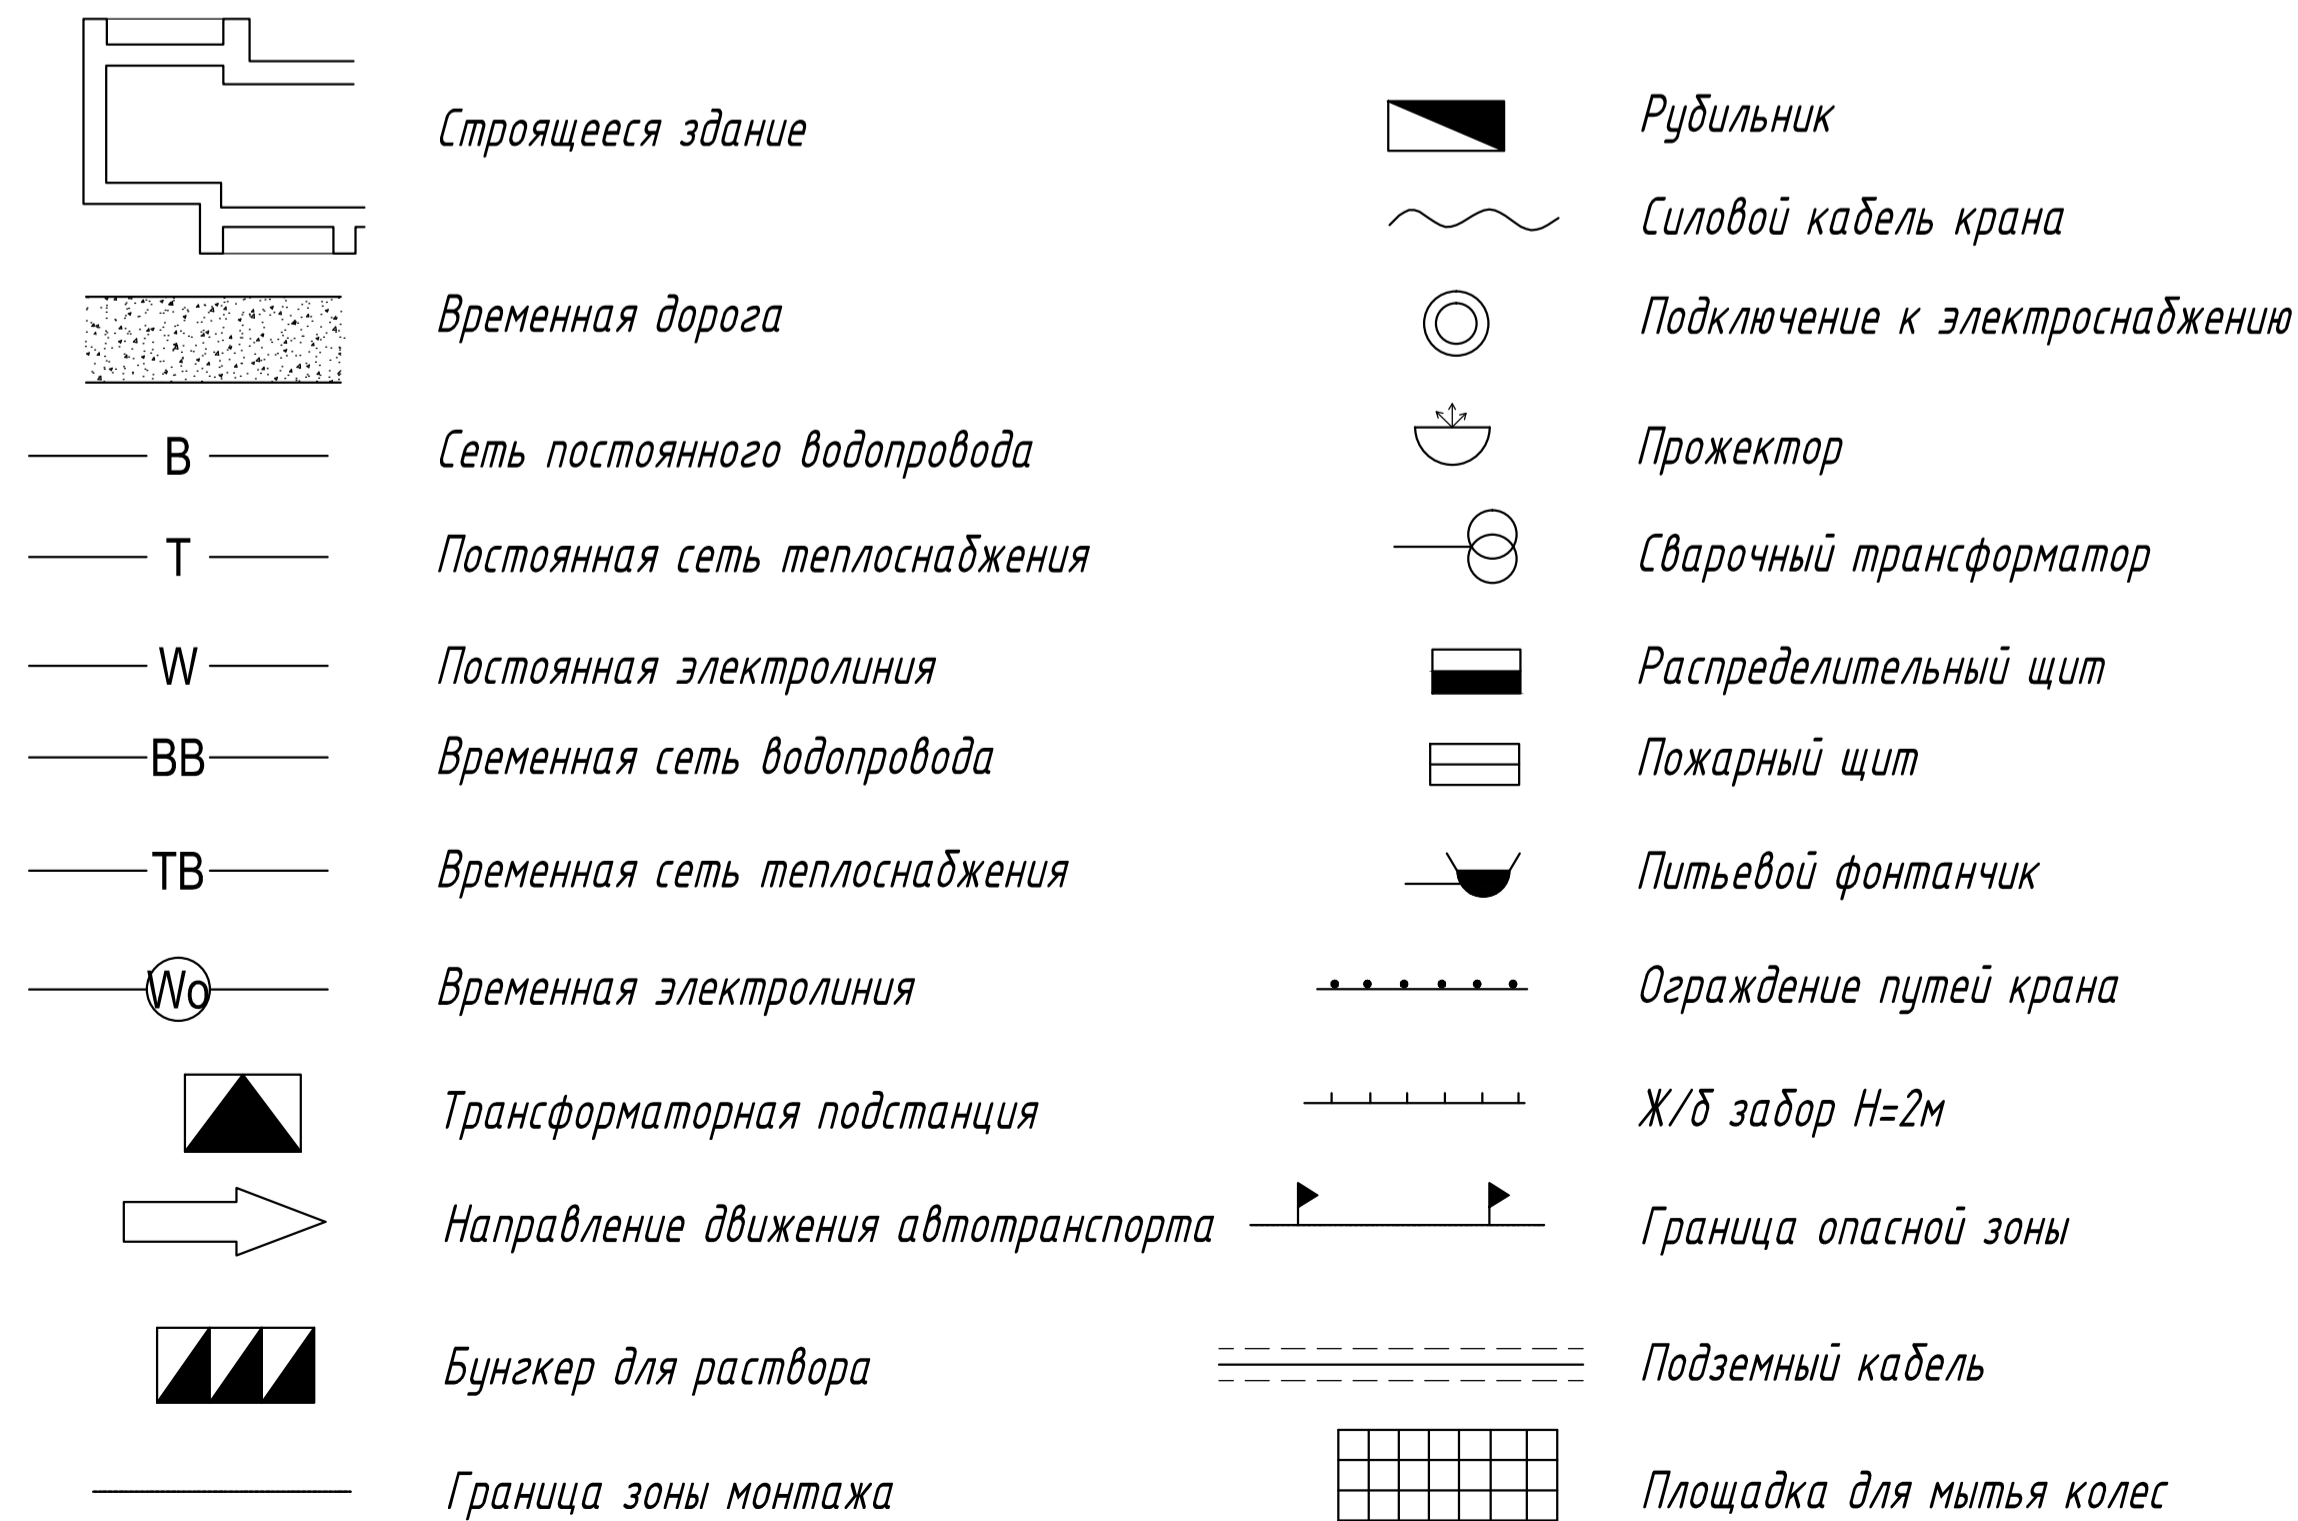 Строящееся здание
Временная дорога
В
Сеть постоянного водопровода
Т
Постоянная сеть теплоснабжения
W
Постоянная электролиния
ВВ
Временная сеть водопровода
ТВ
Временная сеть теплоснабжения
Wo
Временная электролиния
Трансформаторная подстанция
Направление движения автотранспорта
Бунгкер для раствора
Граница зоны монтажа
Рубильник
Силовой кабель крана
Подключение к электроснабжению
Прожектор
Сварочный трансформатор
Распределительный щит
Пожарный щит
Питьевой фонтанчик
Ограждение путей крана
Ж/б забор Н=2м
Граница опасной зоны
Подземный кабель
Площадка для мытья колес